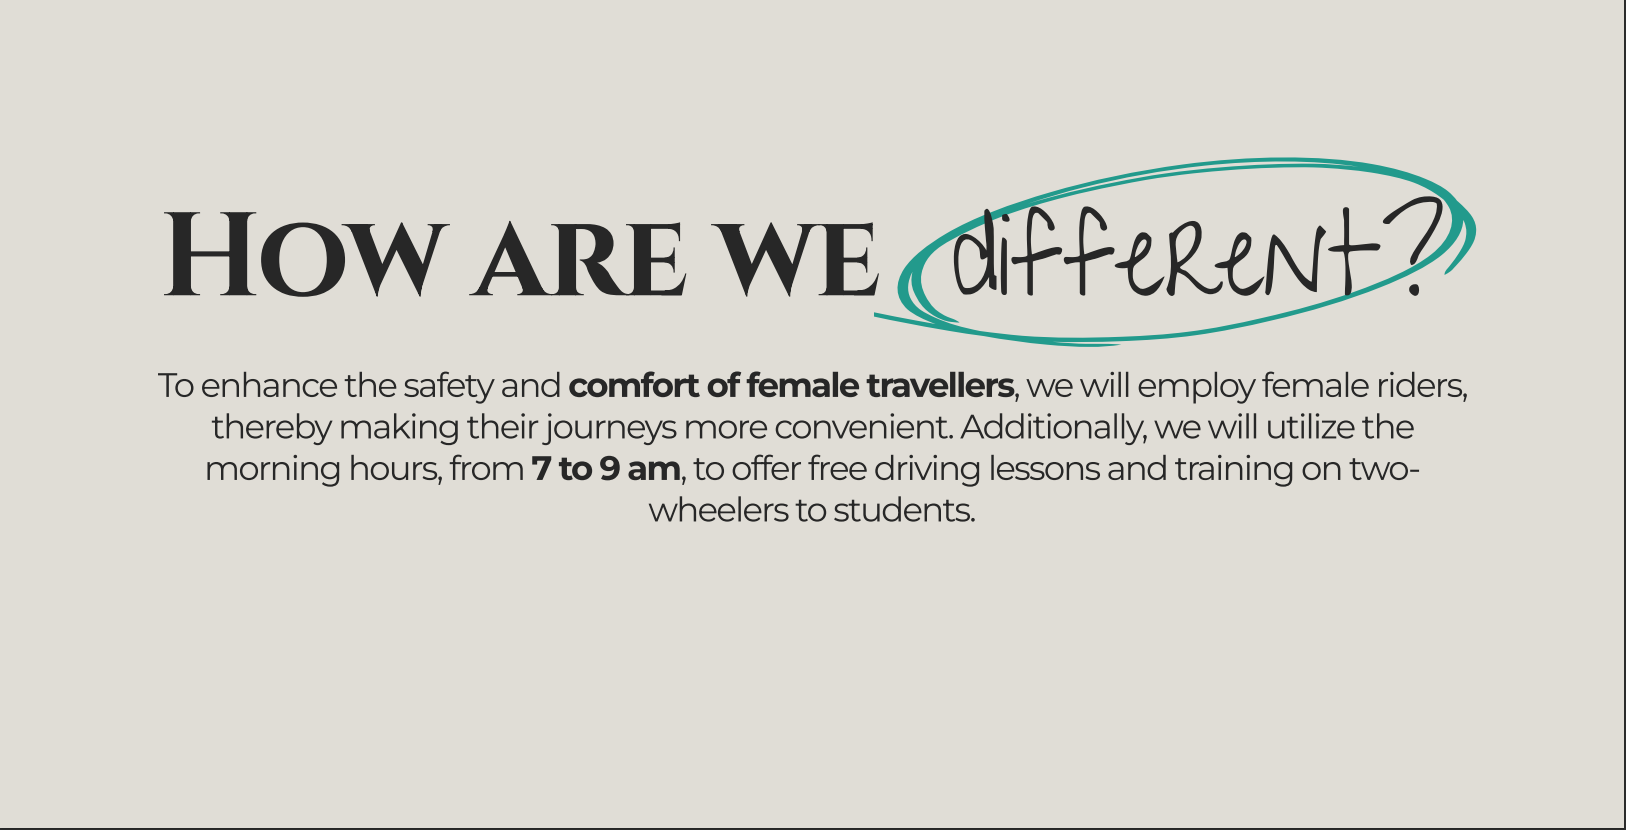 How are we different?
To enhance the safety and comfort of female travellers, we will employ female riders,
thereby making their journeys more convenient. Additionally, we will utilize the
morning hours, from 7 to 9 am, to offer free driving lessons and training on two-
wheelers to students.